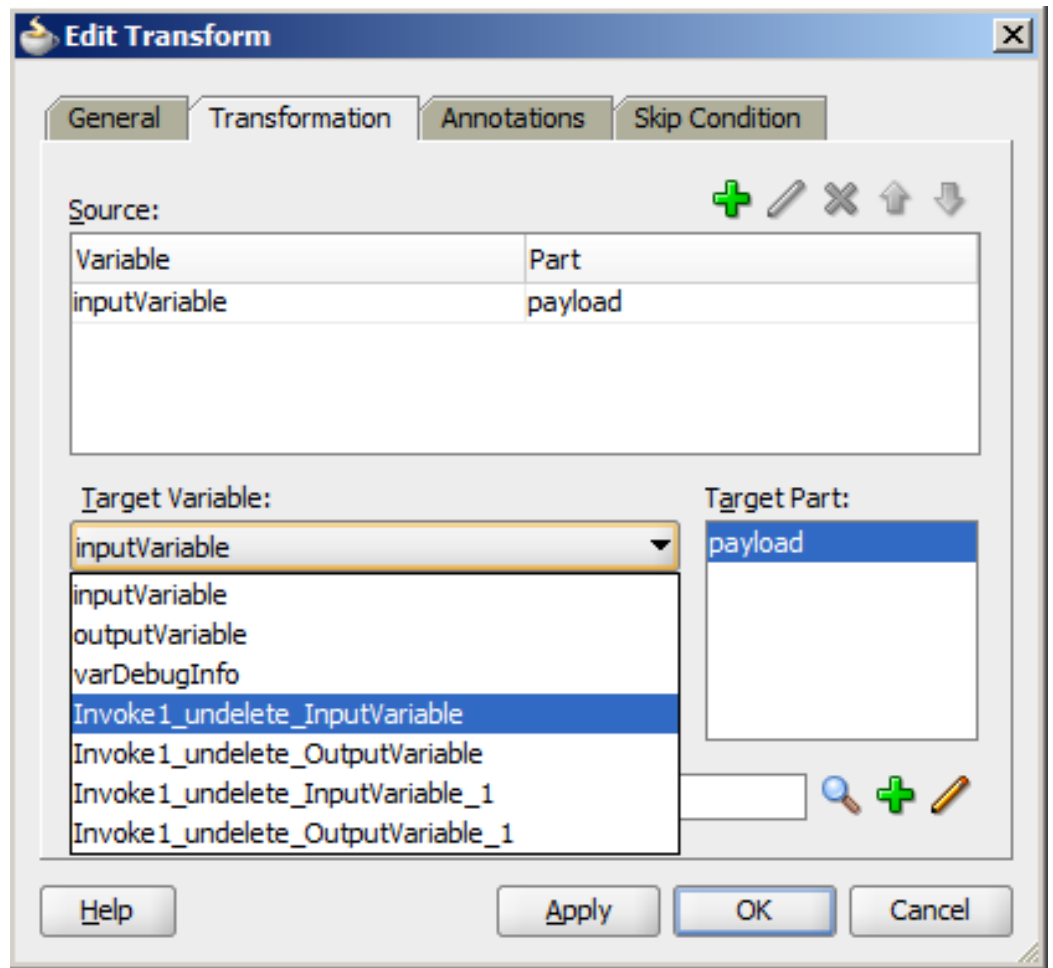 Edit Transform
General Transformation Annotations Skip Condition
Source:
Variable Part
inputVariable payload
Target Variable: Target Part:
inputVariable payload
inputVariable
outputVariable
varDebugInfo
Invoke1_undelete_InputVariable
Invoke1_undelete_OutputVariable
Invoke1_undelete_InputVariable_1
Invoke1_undelete_OutputVariable_1
Help Apply OK Cancel